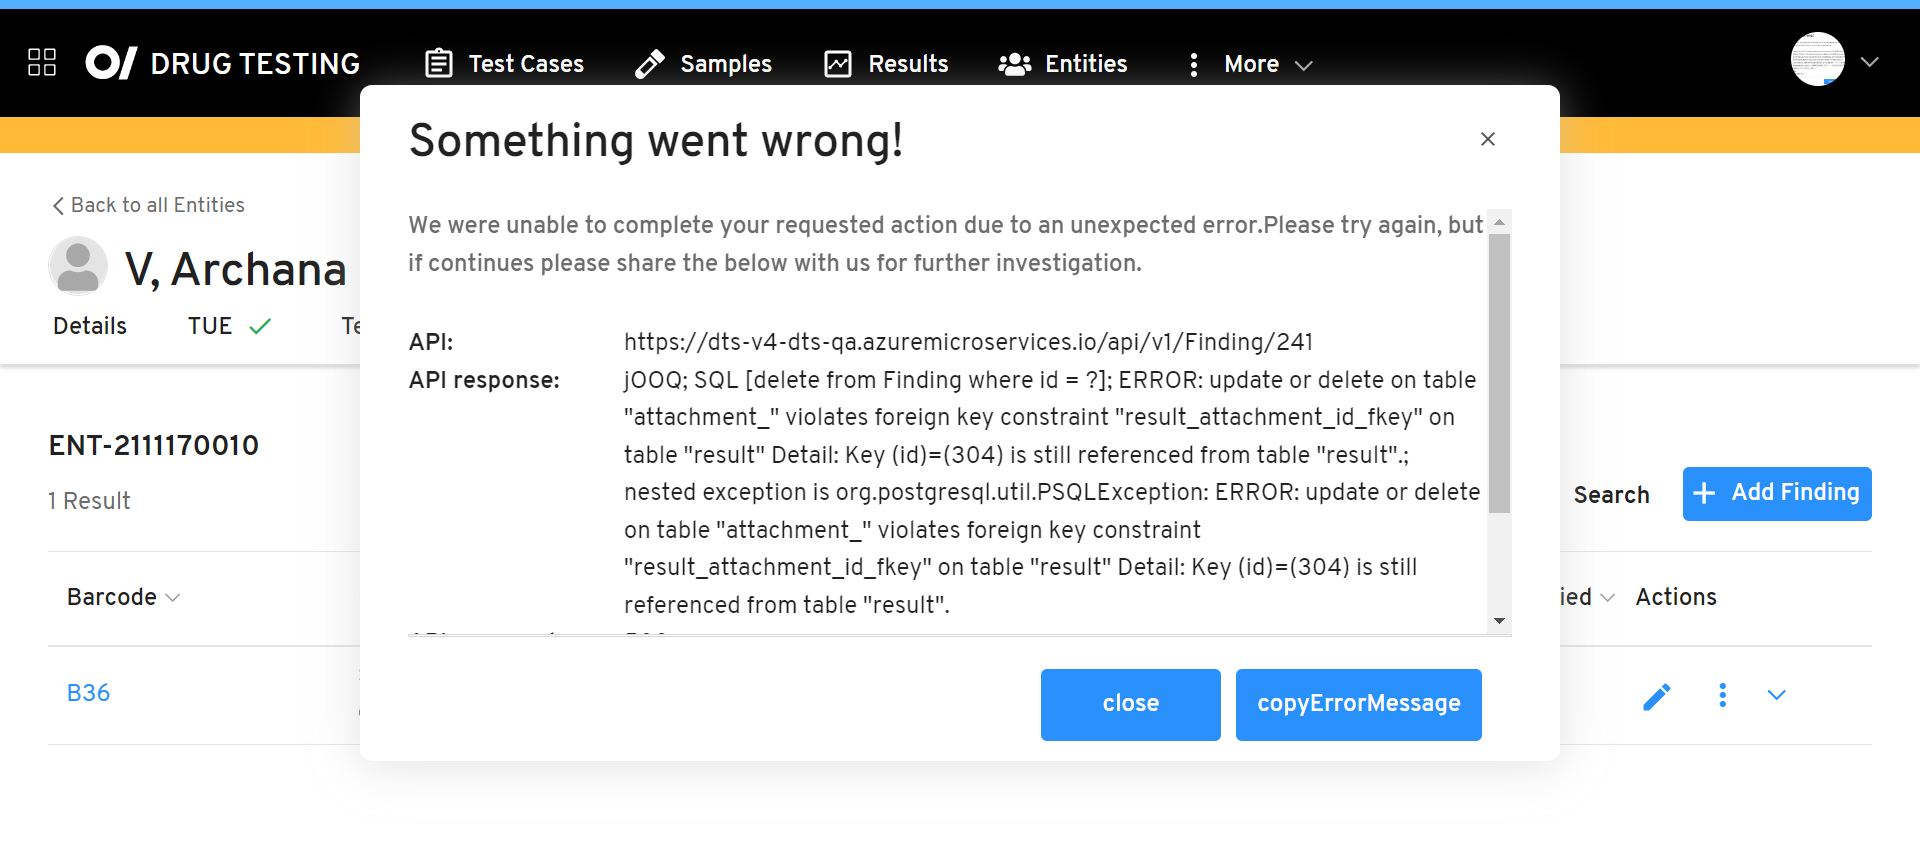 DRUG TESTING
Test Cases
Samples
Results
Entities
More
Something went wrong!
Back to all Entities
V, Archana
Details
TUE
Te
We were unable to complete your requested action due to an unexpected error.Please try again, but
if continues please share the below with us for further investigation.
API: https://dts-v4-dts-qa.azuremicroservices.io/api/v1/Finding/241
API response: jOOQ; SQL [delete from Finding where id = ?]; ERROR: update or delete on table
"attachment_" violates foreign key constraint "result_attachment_id_fkey" on
table "result" Detail: Key (id)=(304) is still referenced from table "result".;
nested exception is org.postgresql.util.PSQLException: ERROR: update or delete
on table "attachment_" violates foreign key constraint
"result_attachment_id_fkey" on table "result" Detail: Key (id)=(304) is still
referenced from table "result".
ENT-2111170010
1 Result
Search
Add Finding
Barcode
ied
Actions
B36
close
copyErrorMessage